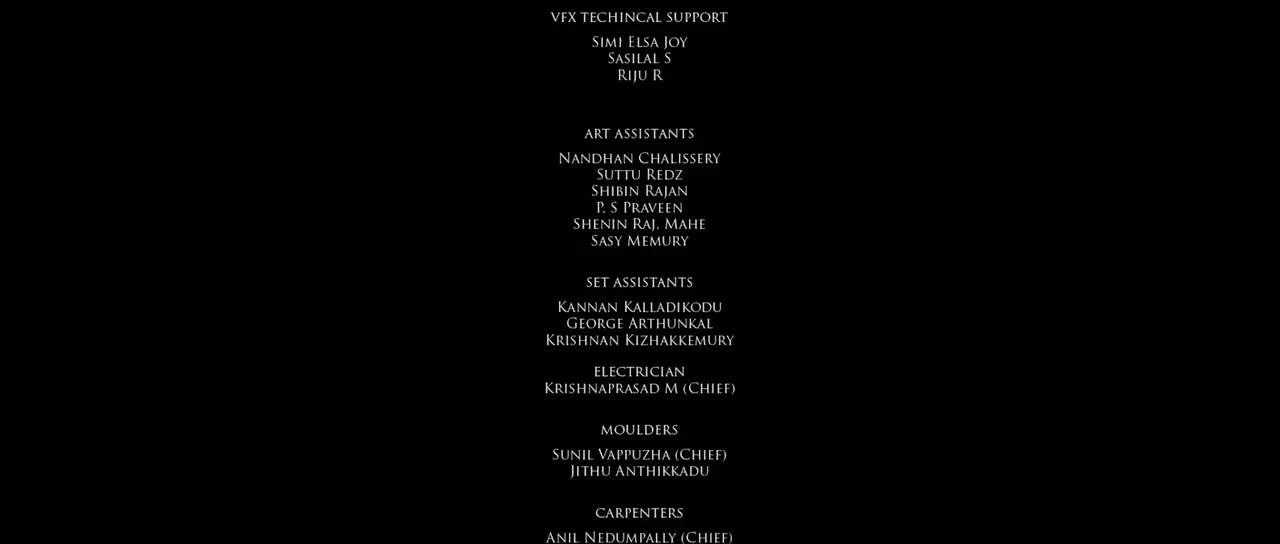 VFX TECHINCAL SUPPORT
SIMI ELSA JOY
SASILAL S
RIJU R
ART ASSISTANTS
NANDHAN CHALISSERY
SUTTU REDZ
SHIBIN RAJAN
P. S PRAVEEN
SHENIN RAJ. MAHE
SASY MEMURY
SET ASSISTANTS
KANNAN KALLADIKODU
GEORGE ARTHUNKAL
KRISHNAN KIZHAKKEMURY
ELECTRICIAN
KRISHNAPRASAD M (CHIEF)
MOULDERS
SUNIL VAPPUZHA (CHIEF)
JITHU ANTHIKKADU
CARPENTERS
ANIL NEDUMPALLY (CHIEF)